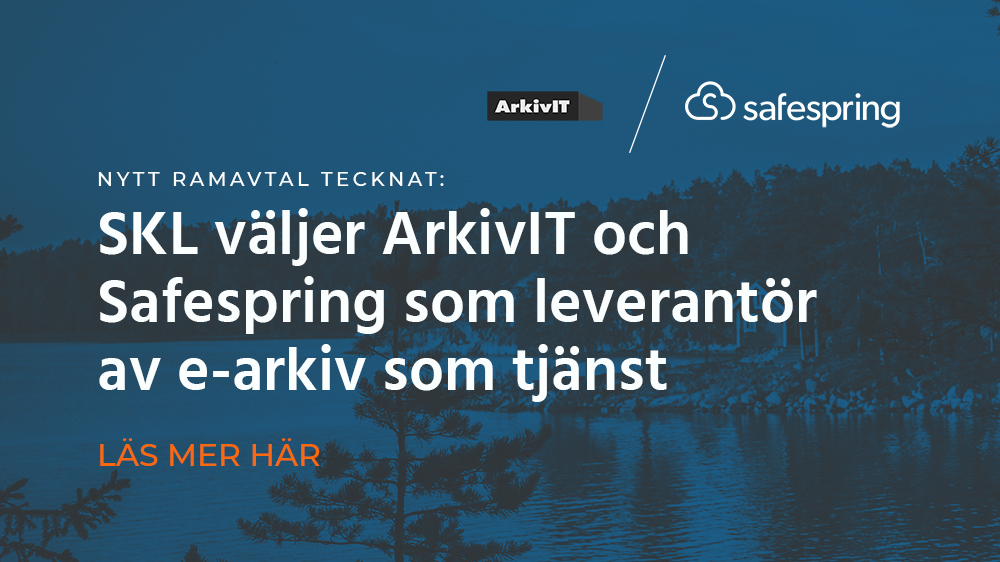 ArkivIT
safespring
NYTT RAMAVTAL TECKNAT:
SKL väljer ArkivIT och
Safespring som leverantör
av e-arkiv som tjänst
LÄS MER HÄR